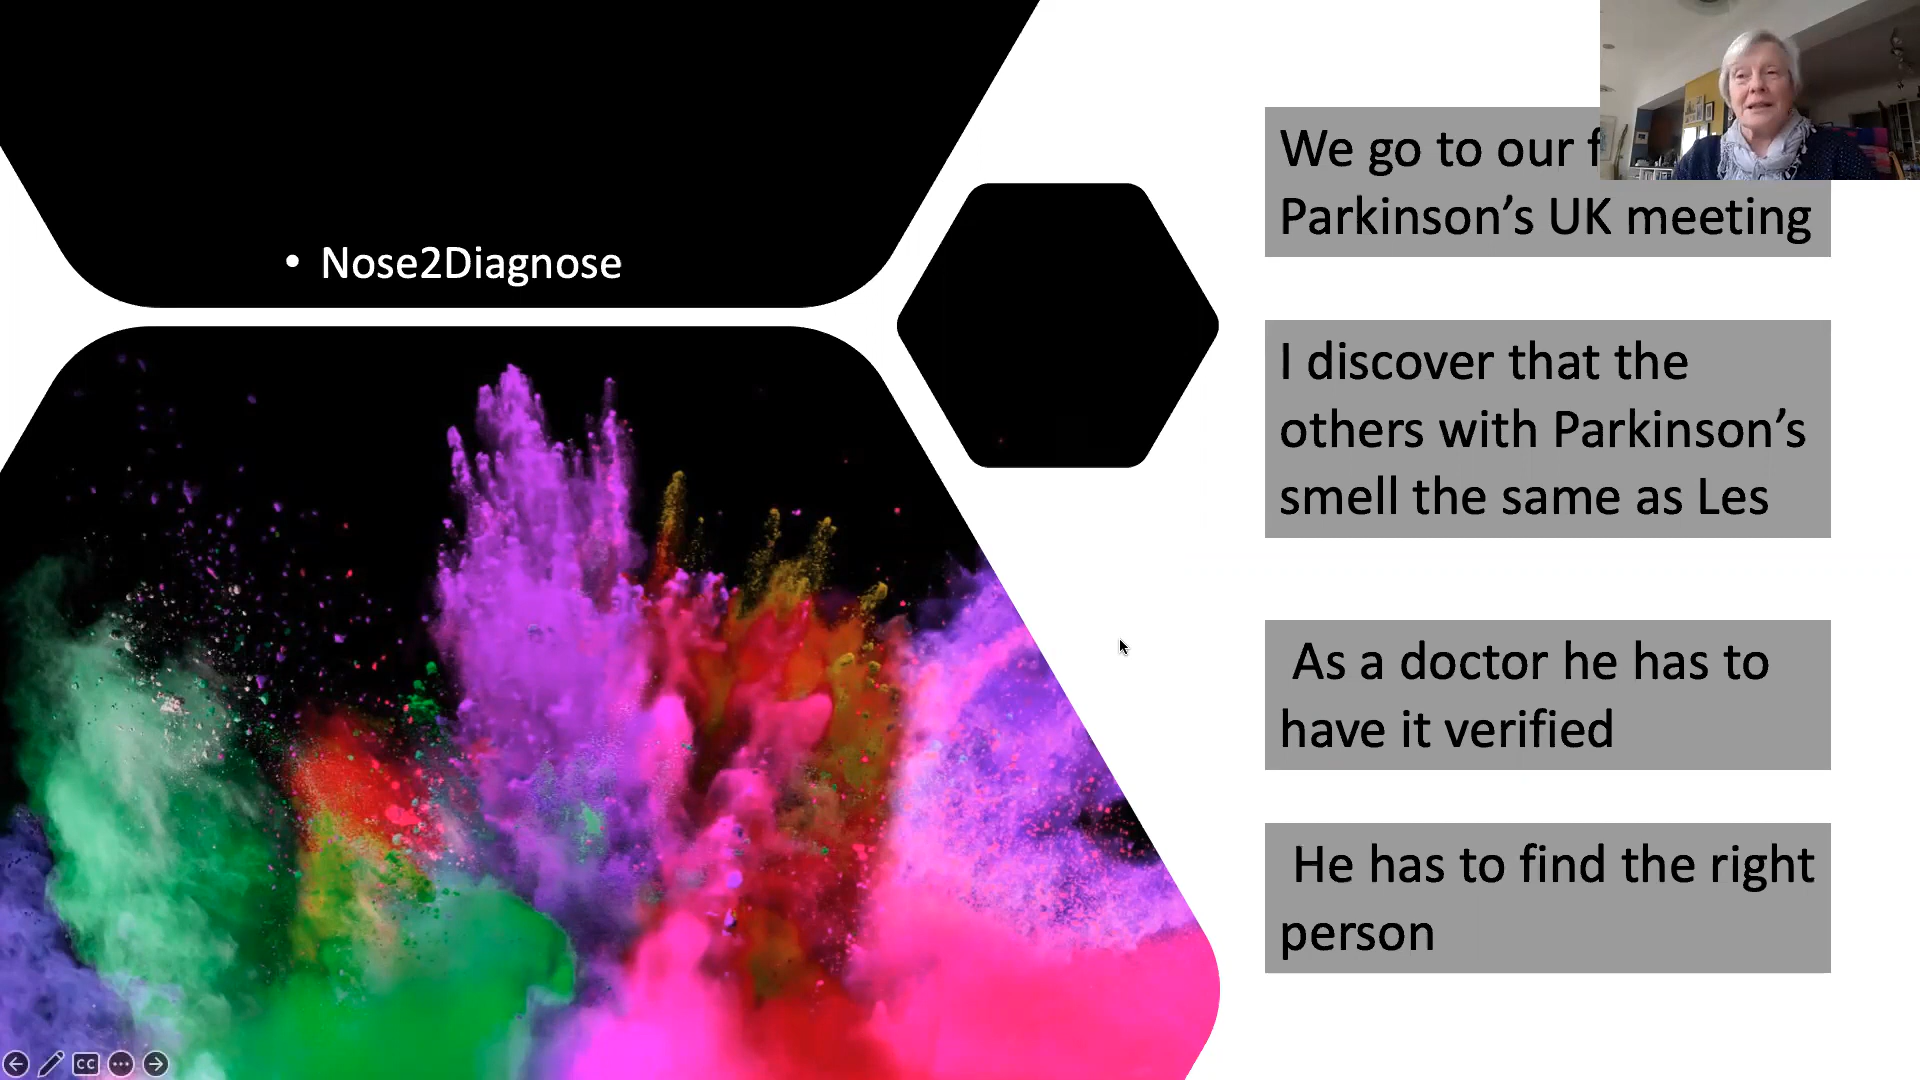 • Nose2Diagnose
We go to our
Parkinson’s UK meeting
I discover that the
others with Parkinson’s
smell the same as Les
As a doctor he has to
have it verified
He has to find the right
person
CC